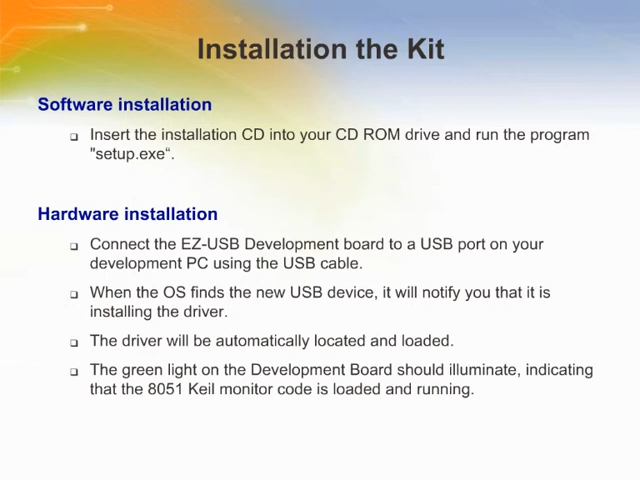 Installation the Kit
Software installation
Insert the installation CD into your CD ROM drive and run the program
"setup.exe“.
Hardware installation
Connect the EZ-USB Development board to a USB port on your
development PC using the USB cable.
When the OS finds the new USB device, it will notify you that it is
installing the driver.
The driver will be automatically located and loaded.
The green light on the Development Board should illuminate, indicating
that the 8051 Keil monitor code is loaded and running.